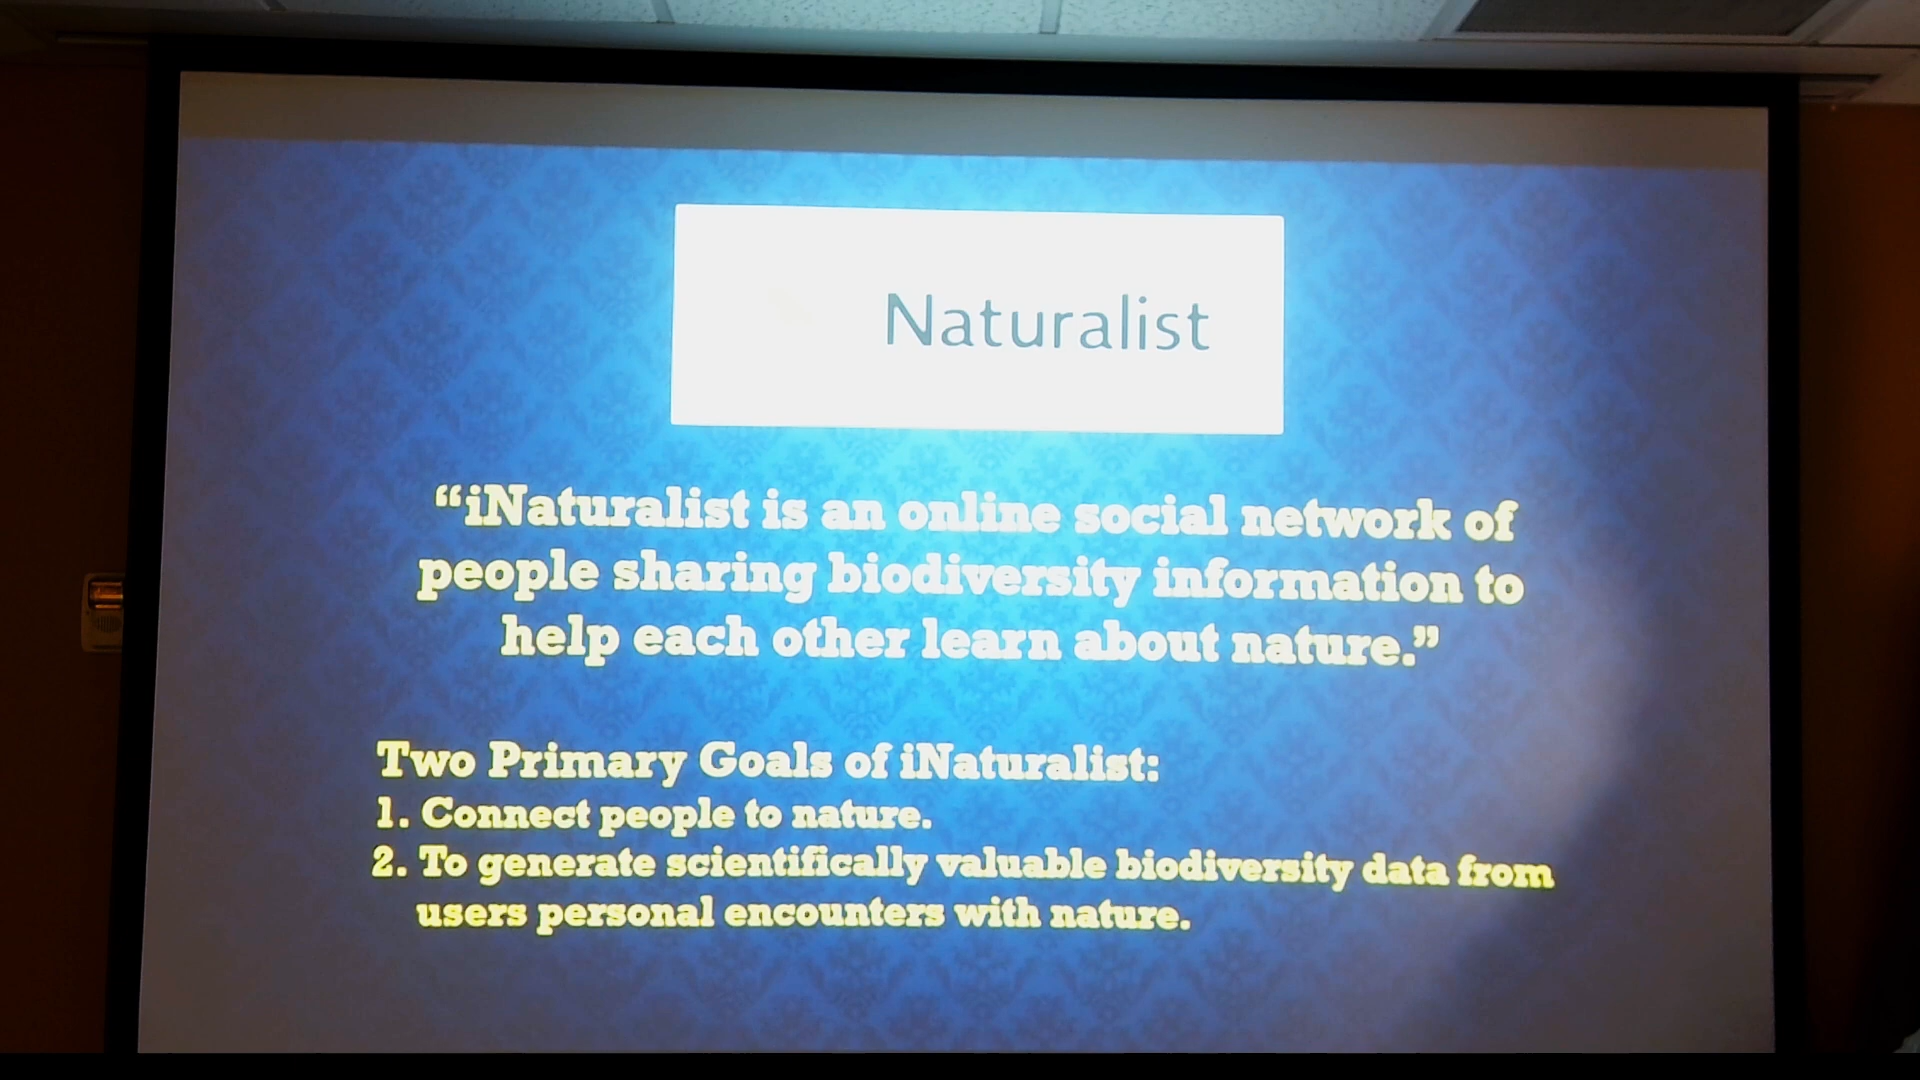 Naturalist
“iNaturalist is an online social network of
people sharing biodiversity information to
help each other learn about nature.”
Two Primary Goals of iNaturalist:
1. Connect people to nature.
2. To generate scientifically valuable biodiversity data from
users personal encounters with nature.